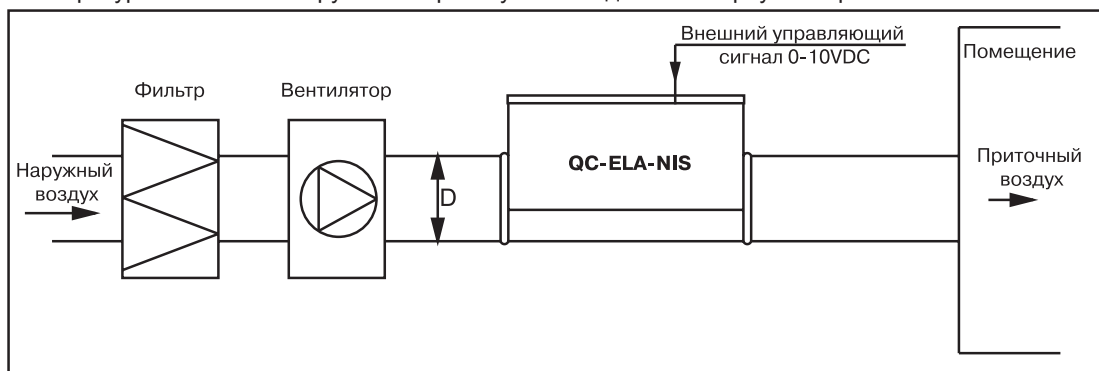 Внешний управляющий
сигнал 0-10VDC
Помещение
Фильтр
Вентилятор
QC-ELA-NIS
Наружный
воздух
D
Приточный
воздух